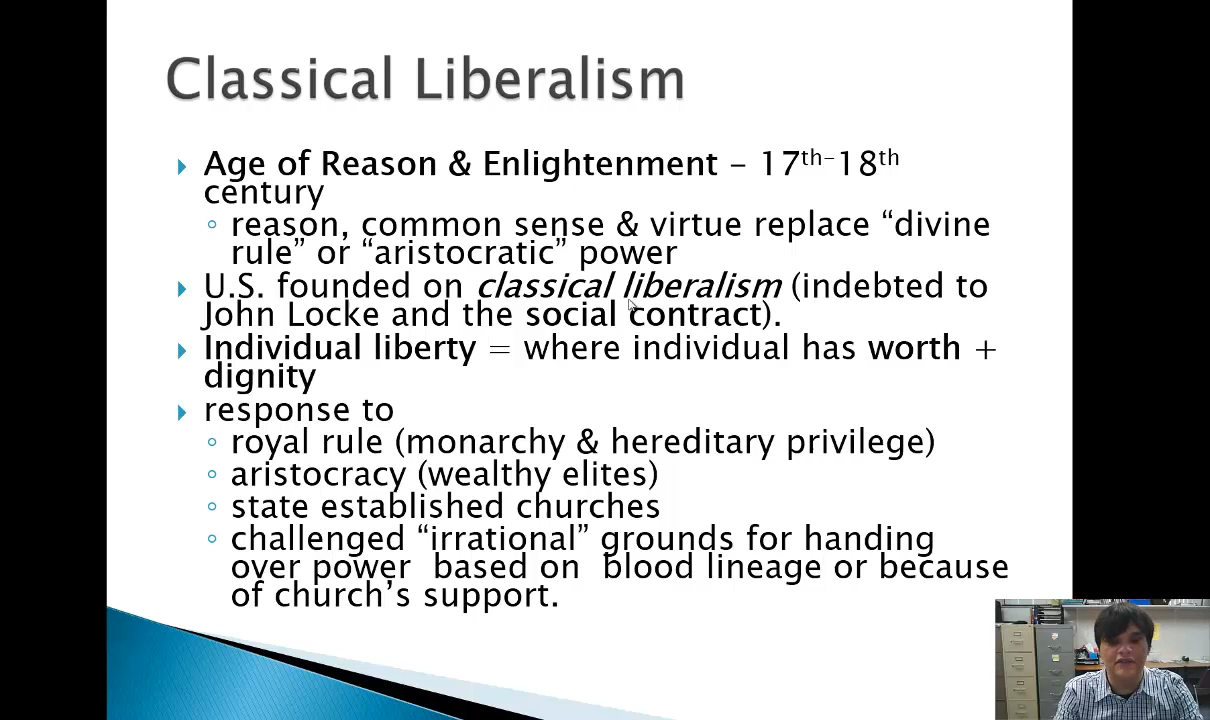 Classical Liberalism
Age of Reason & Enlightenment – 17th-18th
century
reason, common sense & virtue replace “divine
rule” or “aristocratic” power
U.S. founded on classical liberalism (indebted to
John Locke and the social contract).
Individual liberty = where individual has worth +
dignity
response to
royal rule (monarchy & hereditary privilege)
aristocracy (wealthy elites)
state established churches
challenged “irrational” grounds for handing
over power based on blood lineage or because
of church’s support.